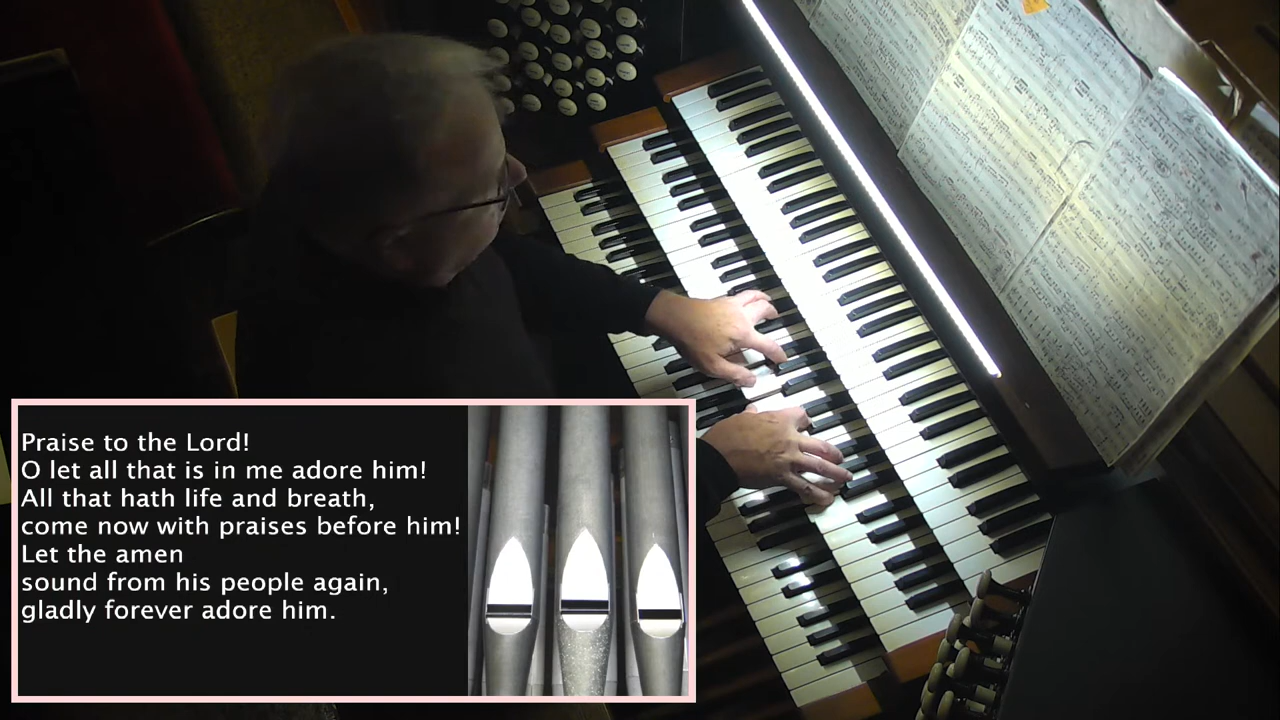 Praise to the Lord!
O let all that is in me adore him!
All that hath life and breath,
come now with praises before him!
Let the amen
sound from his people again,
gladly forever adore him.